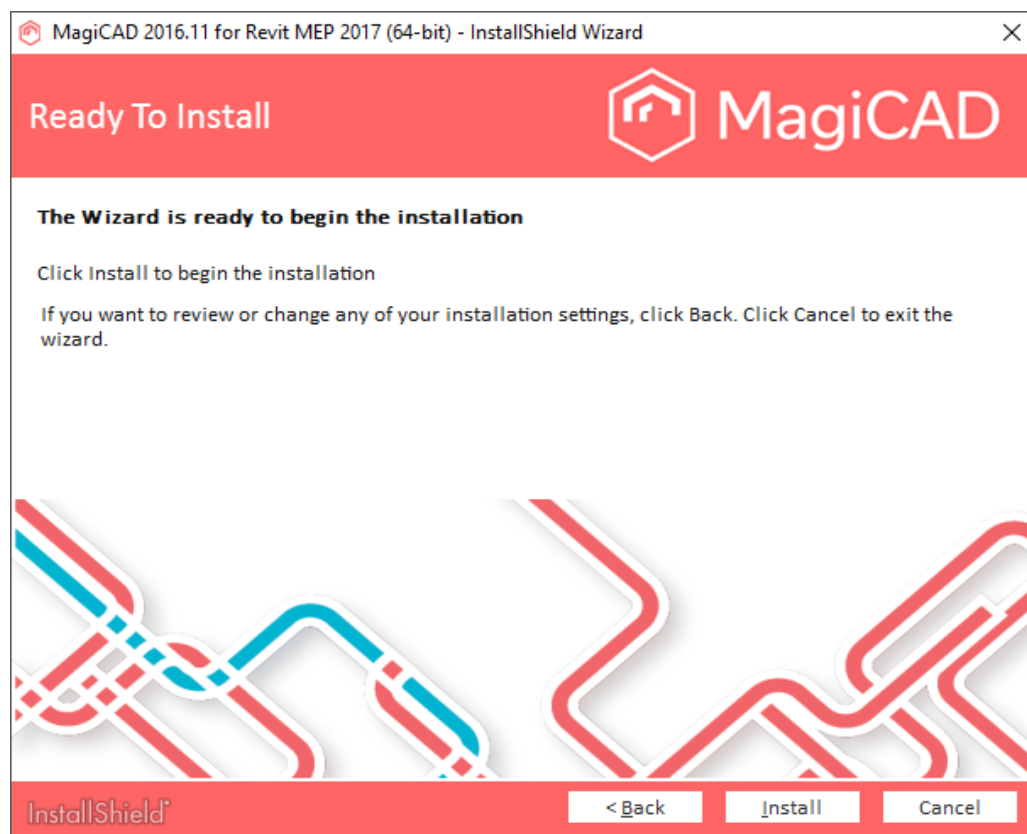 MagiCAD 2016.11 for Revit MEP 2017 (64-bit) - InstallShield Wizard
Ready To Install
MagiCAD
The Wizard is ready to begin the installation
Click Install to begin the installation
If you want to review or change any of your installation settings, click Back. Click Cancel to exit the
wizard.
InstallShield
< Back
Install
Cancel